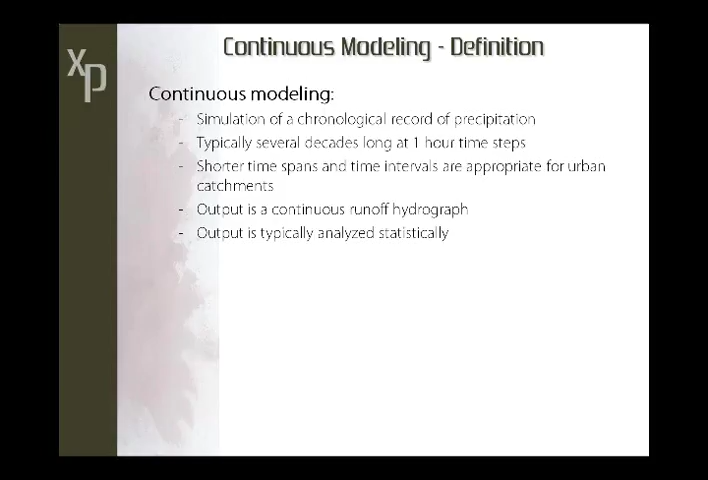 xp
Continuous Modeling - Definition
Continuous modeling:
- Simulation of a chronological record of precipitation
- Typically several decades long at 1 hour time steps
- Shorter time spans and time intervals are appropriate for urban
catchments
- Output is a continuous runoff hydrograph
- Output is typically analyzed statistically